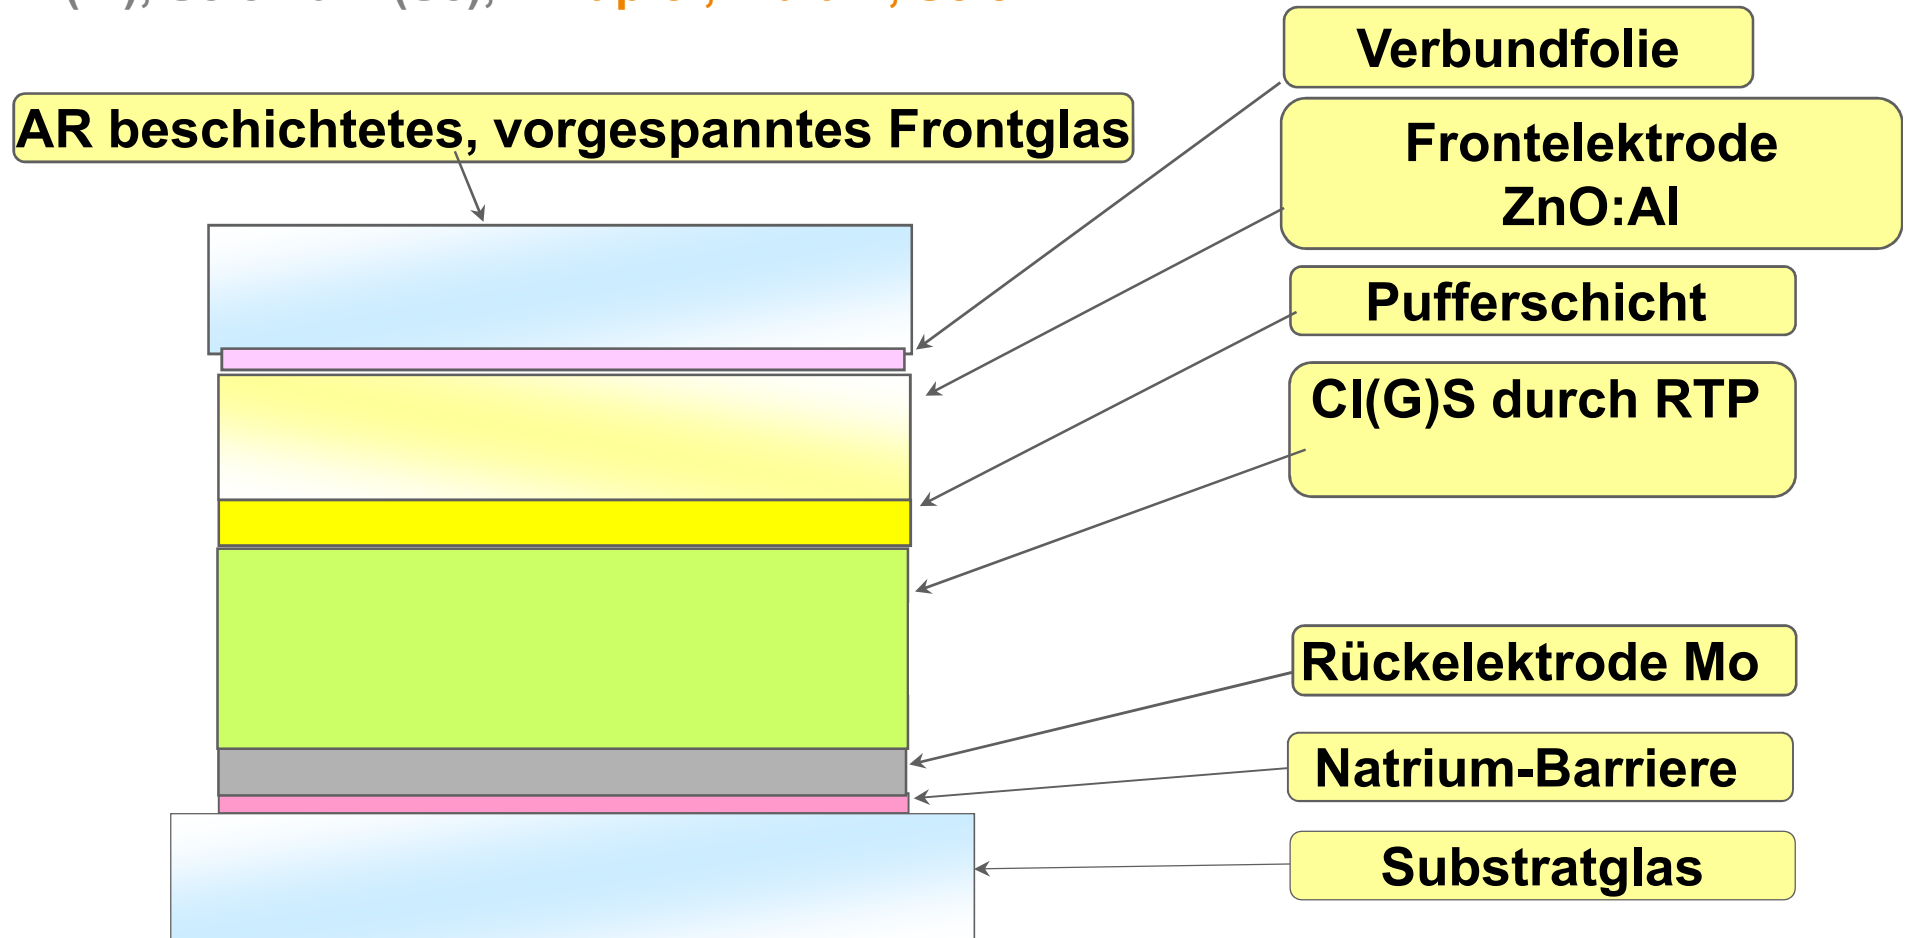 AR beschichtetes, vorgespanntes Frontglas
Verbundfolie
Frontelektrode
ZnO:Al
Pufferschicht
CI(G)S durch RTP
Rückelektrode Mo
Natrium-Barriere
Substratglas